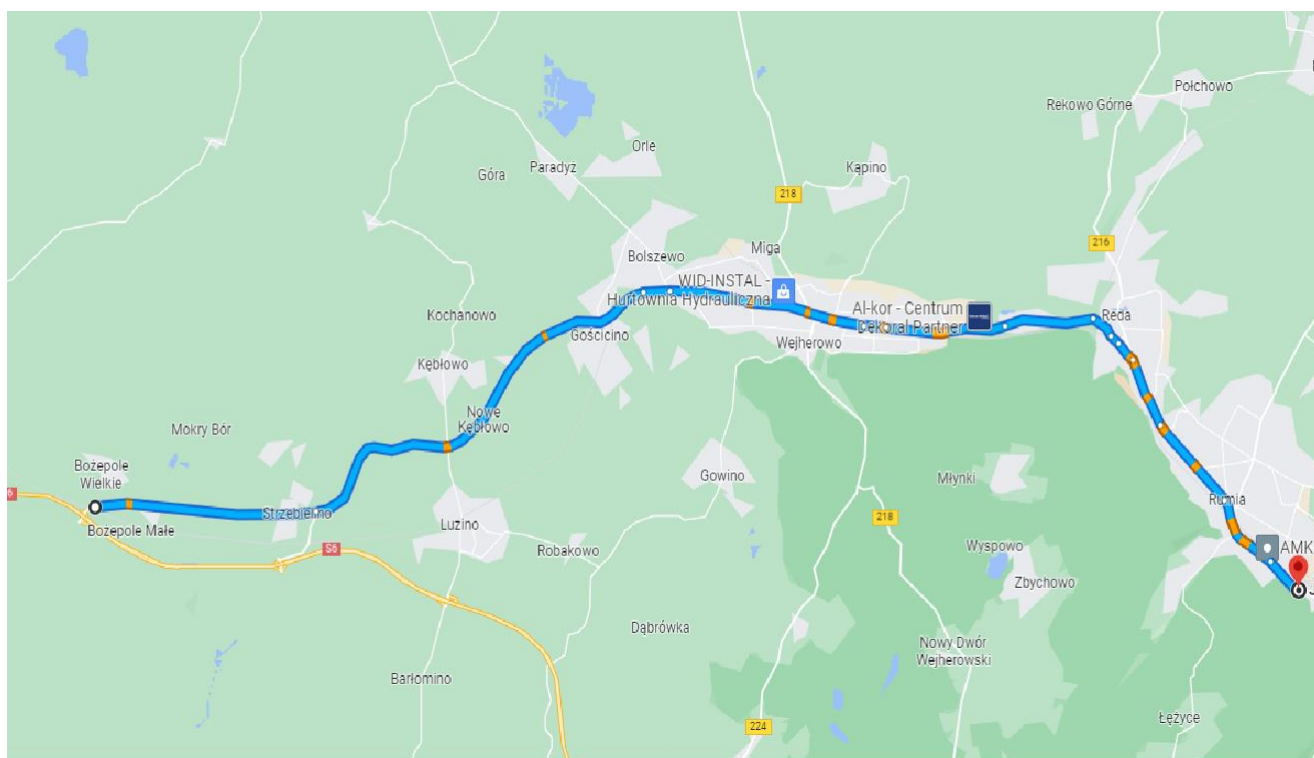 Połchowo
Rekowo Górne
Orle
Paradyż
Kąpino
Góra
218
216
Miga
Bolszewo
WID-INSTAL -
Hurtownia Hydrauliczna
Al-kor - Centrum
Dekoral Partner
Reda
Kochanowo
Gościcino
Wejherowo
Kębłowo
Nowe
Kębłowo
Mokry Bór
Bożepole
Wielkie
Gowino
Młynki
6
Strzebielino
Rumia
Bożepole Małe
Luzino
218
S6
Robakowo
Wyspowo
AMK
Zbychowo
J
Dąbrówka
Nowy Dwór
Wejherowski
Barłomino
Łężyce
224